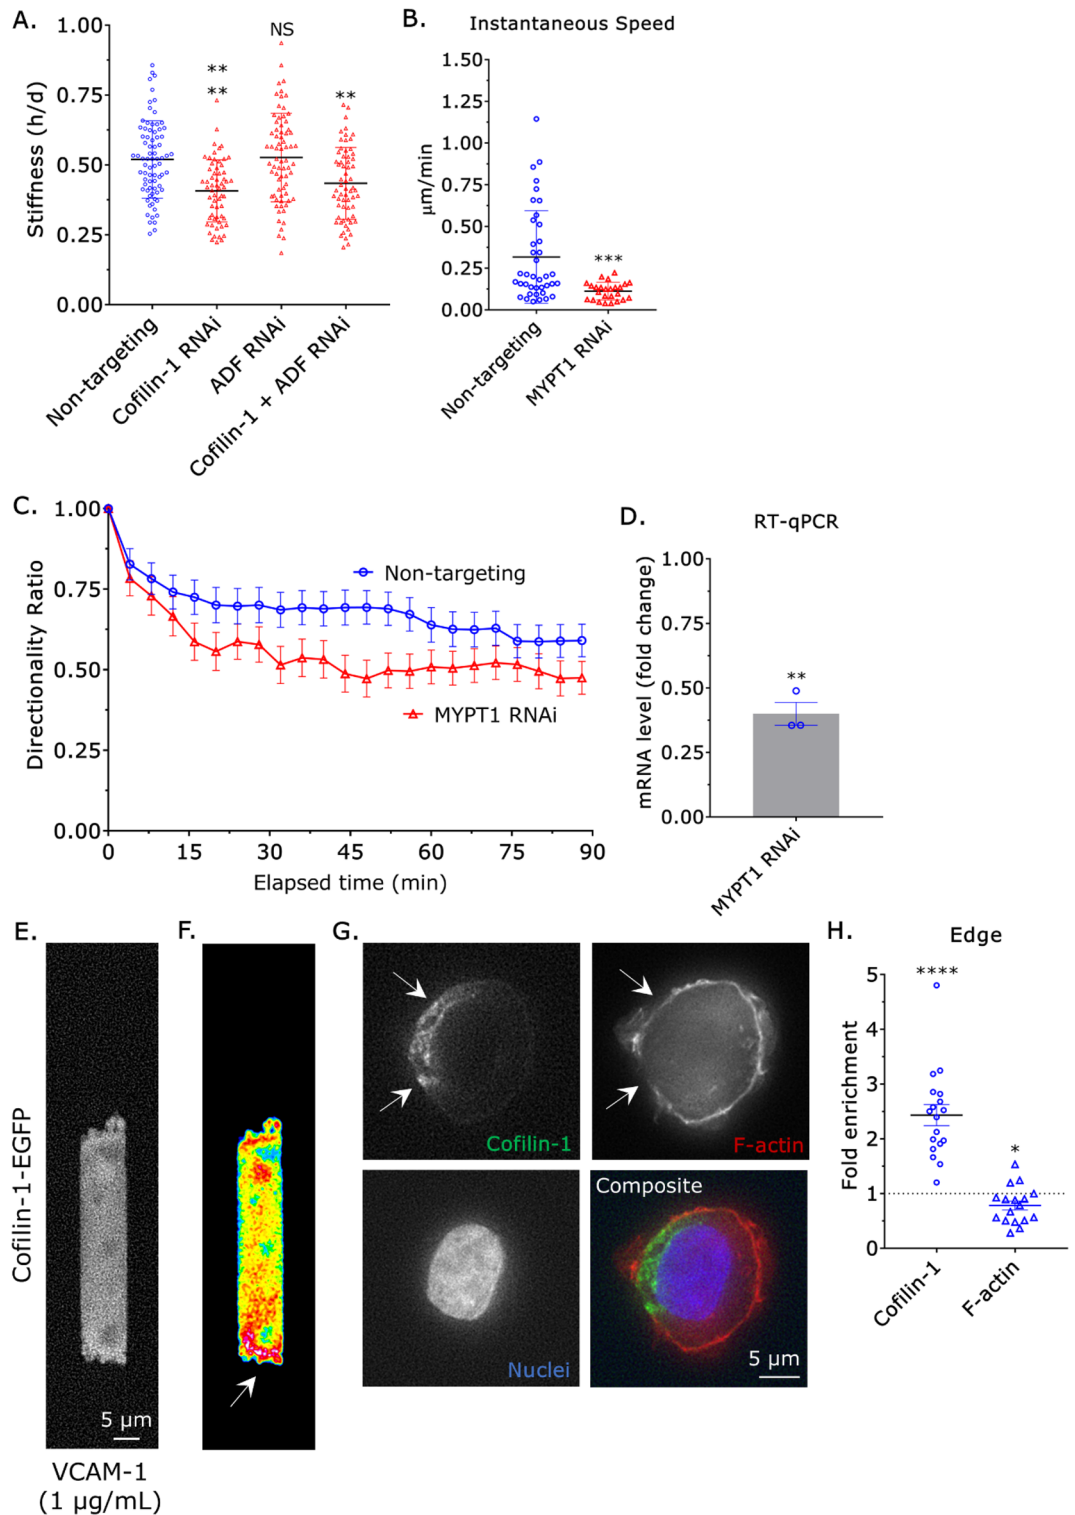 A.
Stiffness (h/d)
1.00
0.75
0.50
0.25
0.00
**
**
NS
**
Non-targeting
Cofilin-1 RNAi
ADF RNAi
Cofilin-1 + ADF RNAi
B.
Instantaneous Speed
µm/min
1.50
1.25
1.00
0.75
0.50
0.25
0.00
***
Non-targeting
MYPT1 RNAi
C.
Directionality Ratio
1.00
0.75
0.50
0.25
0.00
Non-targeting
MYPT1 RNAi
0 15 30 45 60 75 90
Elapsed time (min)
D.
RT-qPCR
mRNA level (fold change)
1.00
0.75
0.50
0.25
0.00
**
MYPT1 RNAi
E.
Cofilin-1-EGFP
5 µm
VCAM-1
(1 µg/mL)
F.
G.
Cofilin-1
F-actin
Nuclei
Composite
5 µm
H.
Edge
Fold enrichment
5
4
3
2
1
0
****
*
Cofilin-1
F-actin